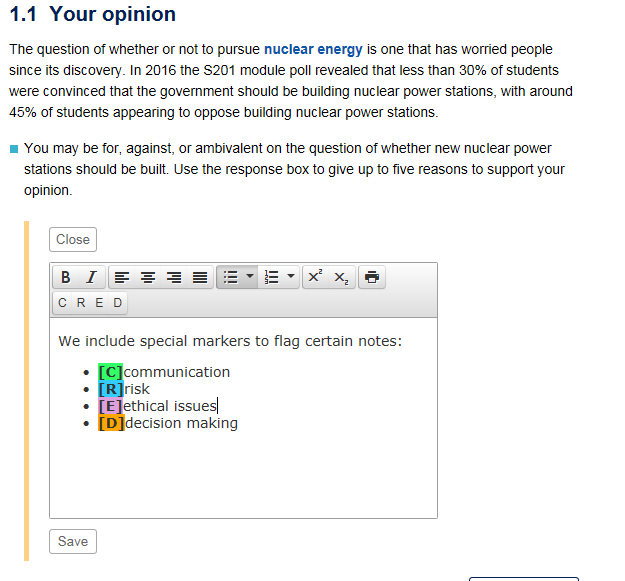 1.1 Your opinion
The question of whether or not to pursue nuclear energy is one that has worried people
since its discovery. In 2016 the S201 module poll revealed that less than 30% of students
were convinced that the government should be building nuclear power stations, with around
45% of students appearing to oppose building nuclear power stations.
You may be for, against, or ambivalent on the question of whether new nuclear power
stations should be built. Use the response box to give up to five reasons to support your
opinion.
Close
B I x² x₂
C R E D
We include special markers to flag certain notes:
• [C]communication
• [R]risk
• [E]ethical issues
• [D]decision making
Save